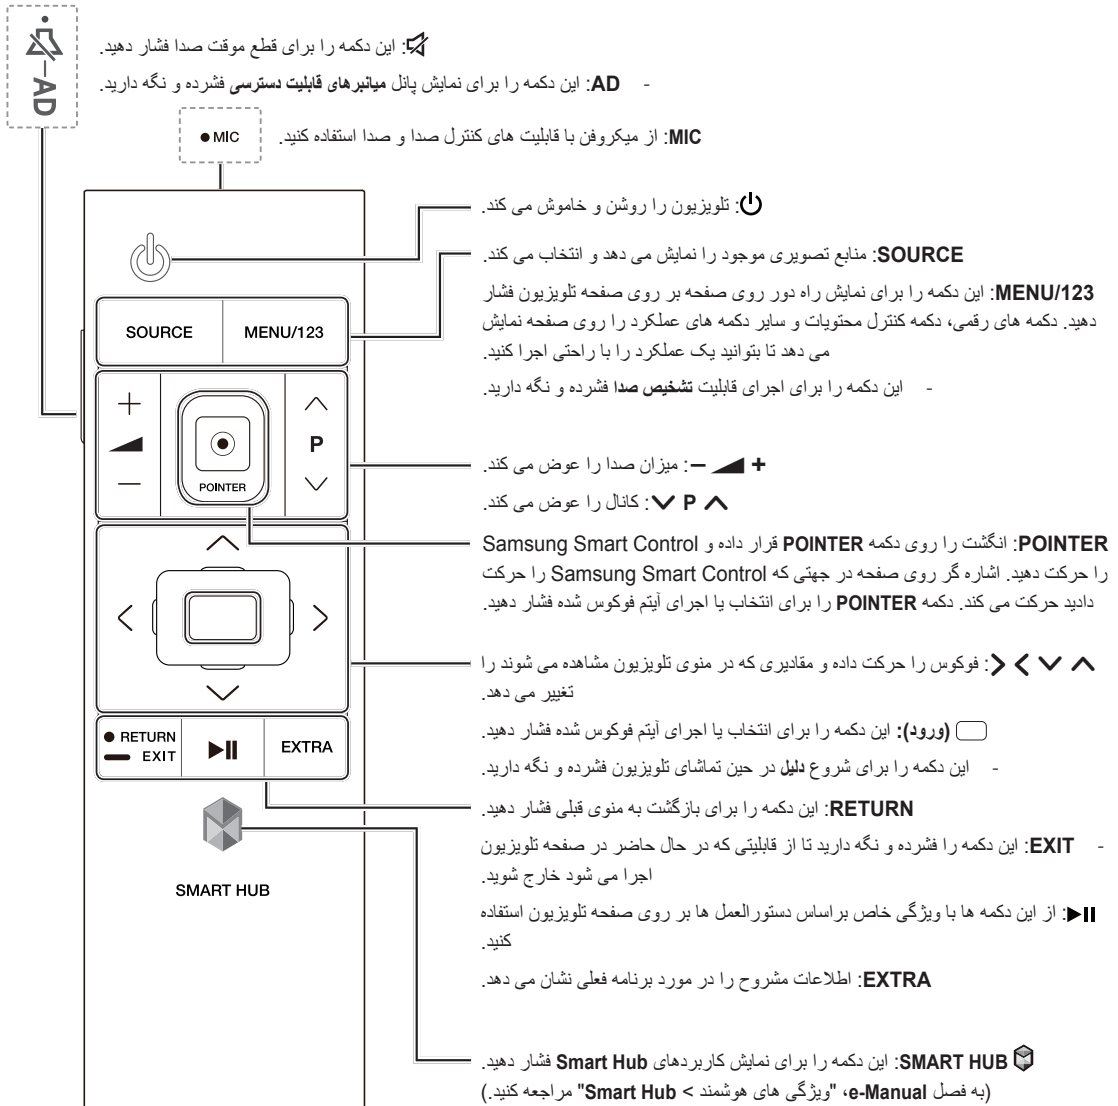 AD
: این دکمه را برای قطع موقت صدا فشار دهید.
- AD: این دکمه را برای نمایش پانل میانبرهای قابلیت دسترسی فشرده و نگه دارید.
● MIC
MIC: از میکروفن با قابلیت های کنترل صدا و صدا استفاده کنید.
: تلویزیون را روشن و خاموش می کند.
SOURCE: منابع تصویری موجود را نمایش می دهد و انتخاب می کند.
MENU/123: این دکمه را برای نمایش راه دور روی صفحه بر روی صفحه تلویزیون فشار
دهید. دکمه های رقمی، دکمه کنترل محتویات و سایر دکمه های عملکرد را روی صفحه نمایش
می دهد تا بتوانید یک عملکرد را با راحتی اجرا کنید.
- این دکمه را برای اجرای قابلیت تشخیص صدا فشرده و نگه دارید.
SOURCE
MENU/123
+
P
—
POINTER
+ –: میزان صدا را عوض می کند.
P: کانال را عوض می کند.
POINTER: انگشت را روی دکمه POINTER قرار داده و Samsung Smart Control
را حرکت دهید. اشاره گر روی صفحه در جهتی که Samsung Smart Control را حرکت
دادید حرکت می کند. دکمه POINTER را برای انتخاب یا اجرای آیتم فوکوس شده فشار دهید.
: فوکوس را حرکت داده و مقادیری که در منوی تلویزیون مشاهده می شوند را
تغییر می دهد.
(ورود): این دکمه را برای انتخاب یا اجرای آیتم فوکوس شده فشار دهید.
- این دکمه را برای شروع دلیل در حین تماشای تلویزیون فشرده و نگه دارید.
● RETURN
EXIT
EXTRA
RETURN: این دکمه را برای بازگشت به منوی قبلی فشار دهید.
- EXIT: این دکمه را فشرده و نگه دارید تا از قابلیتی که در حال حاضر در صفحه تلویزیون
اجرا می شود خارج شوید.
: از این دکمه ها با ویژگی خاص براساس دستورالعمل ها بر روی صفحه تلویزیون استفاده
کنید.
EXTRA: اطلاعات مشروح را در مورد برنامه فعلی نشان می دهد.
SMART HUB
SMART HUB: این دکمه را برای نمایش کاربردهای Smart Hub فشار دهید.
(به فصل e-Manual، "ویژگی های هوشمند > Smart Hub" مراجعه کنید.)